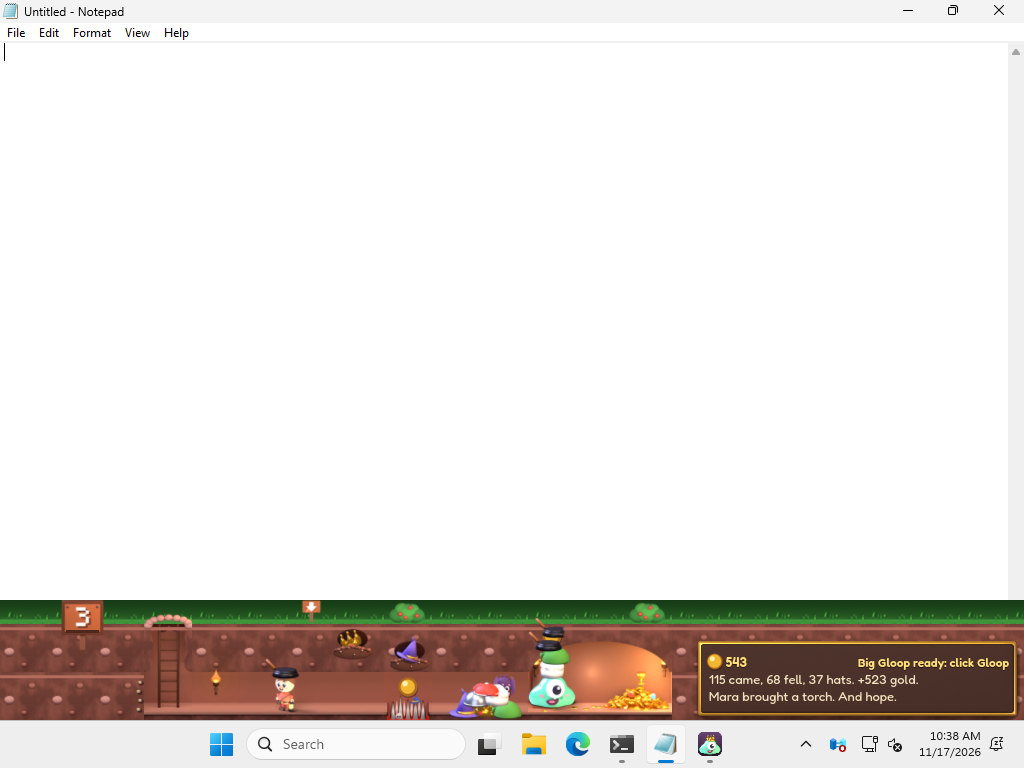 Untitled - Notepad
File Edit Format View Help
3
543 Big Gloop ready: click Gloop
115 came, 68 fell, 37 hats. +523 gold.
Mara brought a torch. And hope.
Search
10:38 AM
11/17/2026